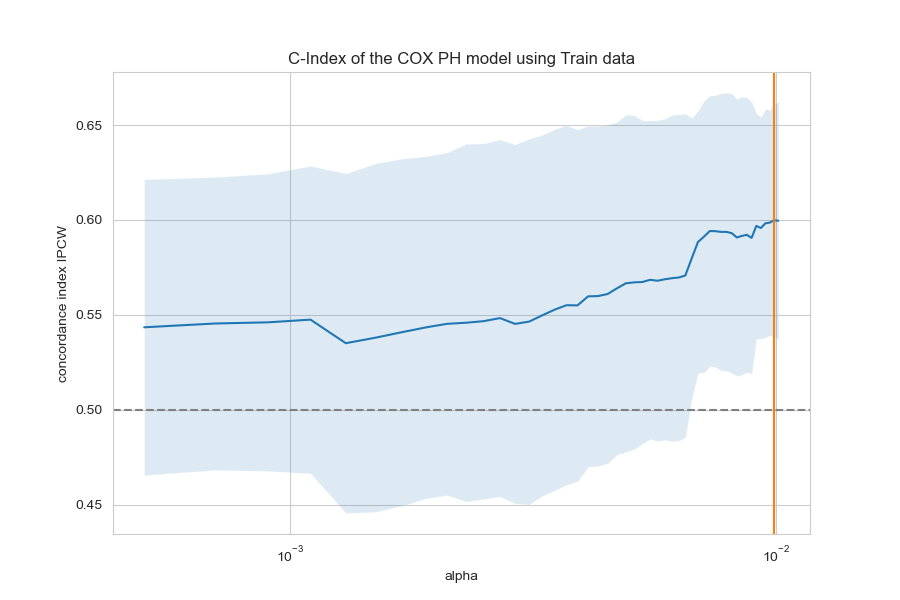 C-Index of the COX PH model using Train data
concordance index IPCW
0.65
0.60
0.55
0.50
0.45
10⁻³
10⁻²
alpha